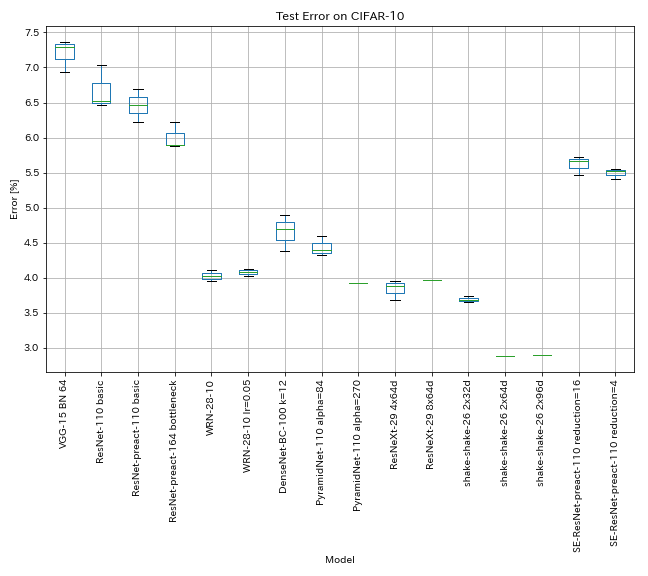 Test Error on CIFAR-10
Error [%]
7.5
7.0
6.5
6.0
5.5
5.0
4.5
4.0
3.5
3.0
VGG-15 BN 64
ResNet-110 basic
ResNet-preact-110 basic
ResNet-preact-164 bottleneck
WRN-28-10
WRN-28-10 lr=0.05
DenseNet-BC-100 k=12
PyramidNet-110 alpha=84
PyramidNet-110 alpha=270
ResNeXt-29 4x64d
ResNeXt-29 8x64d
shake-shake-26 2x32d
shake-shake-26 2x64d
shake-shake-26 2x96d
SE-ResNet-preact-110 reduction=16
SE-ResNet-preact-110 reduction=4
Model